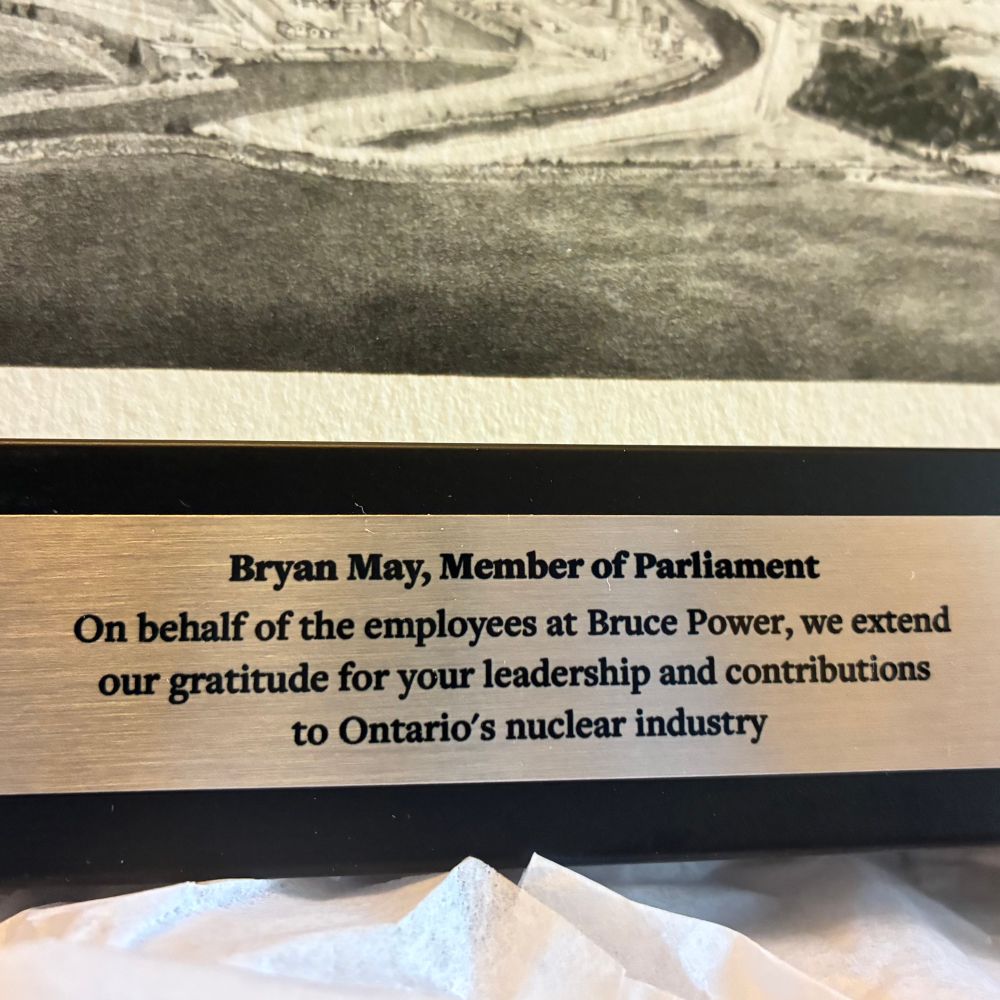 Bryan May, Member of Parliament
On behalf of the employees at Bruce Power, we extend
our gratitude for your leadership and contributions
to Ontario's nuclear industry